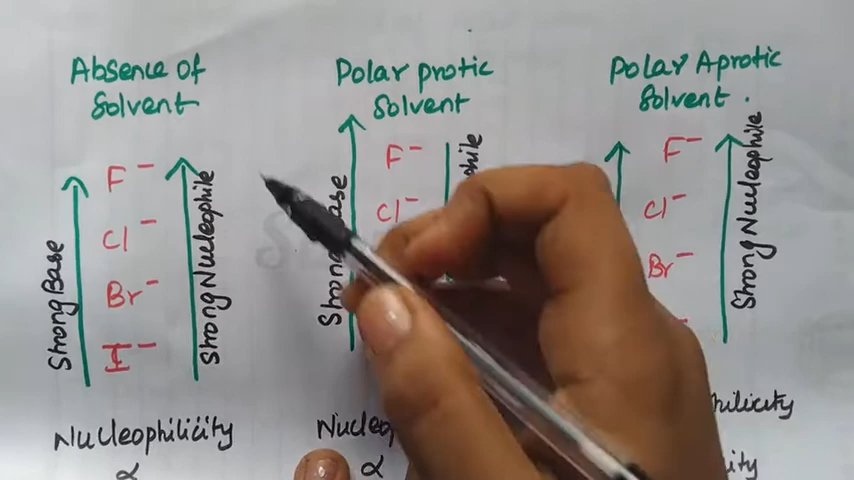 Absence of
Solvent
F⁻
Cl⁻
Br⁻
I⁻
Strong Base
Strong Nucleophile
Nucleophilicity
α
Polar protic
Solvent
F⁻
Cl⁻
α
Polar Aprotic
Solvent.
F⁻
Cl⁻
Br⁻
Strong Nucleophile